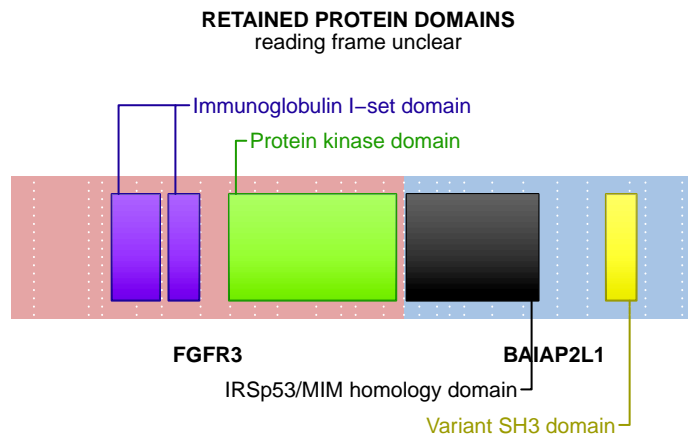 RETAINED PROTEIN DOMAINS
reading frame unclear
Immunoglobulin I−set domain
Protein kinase domain
FGFR3
BAIAP2L1
IRSp53/MIM homology domain
Variant SH3 domain